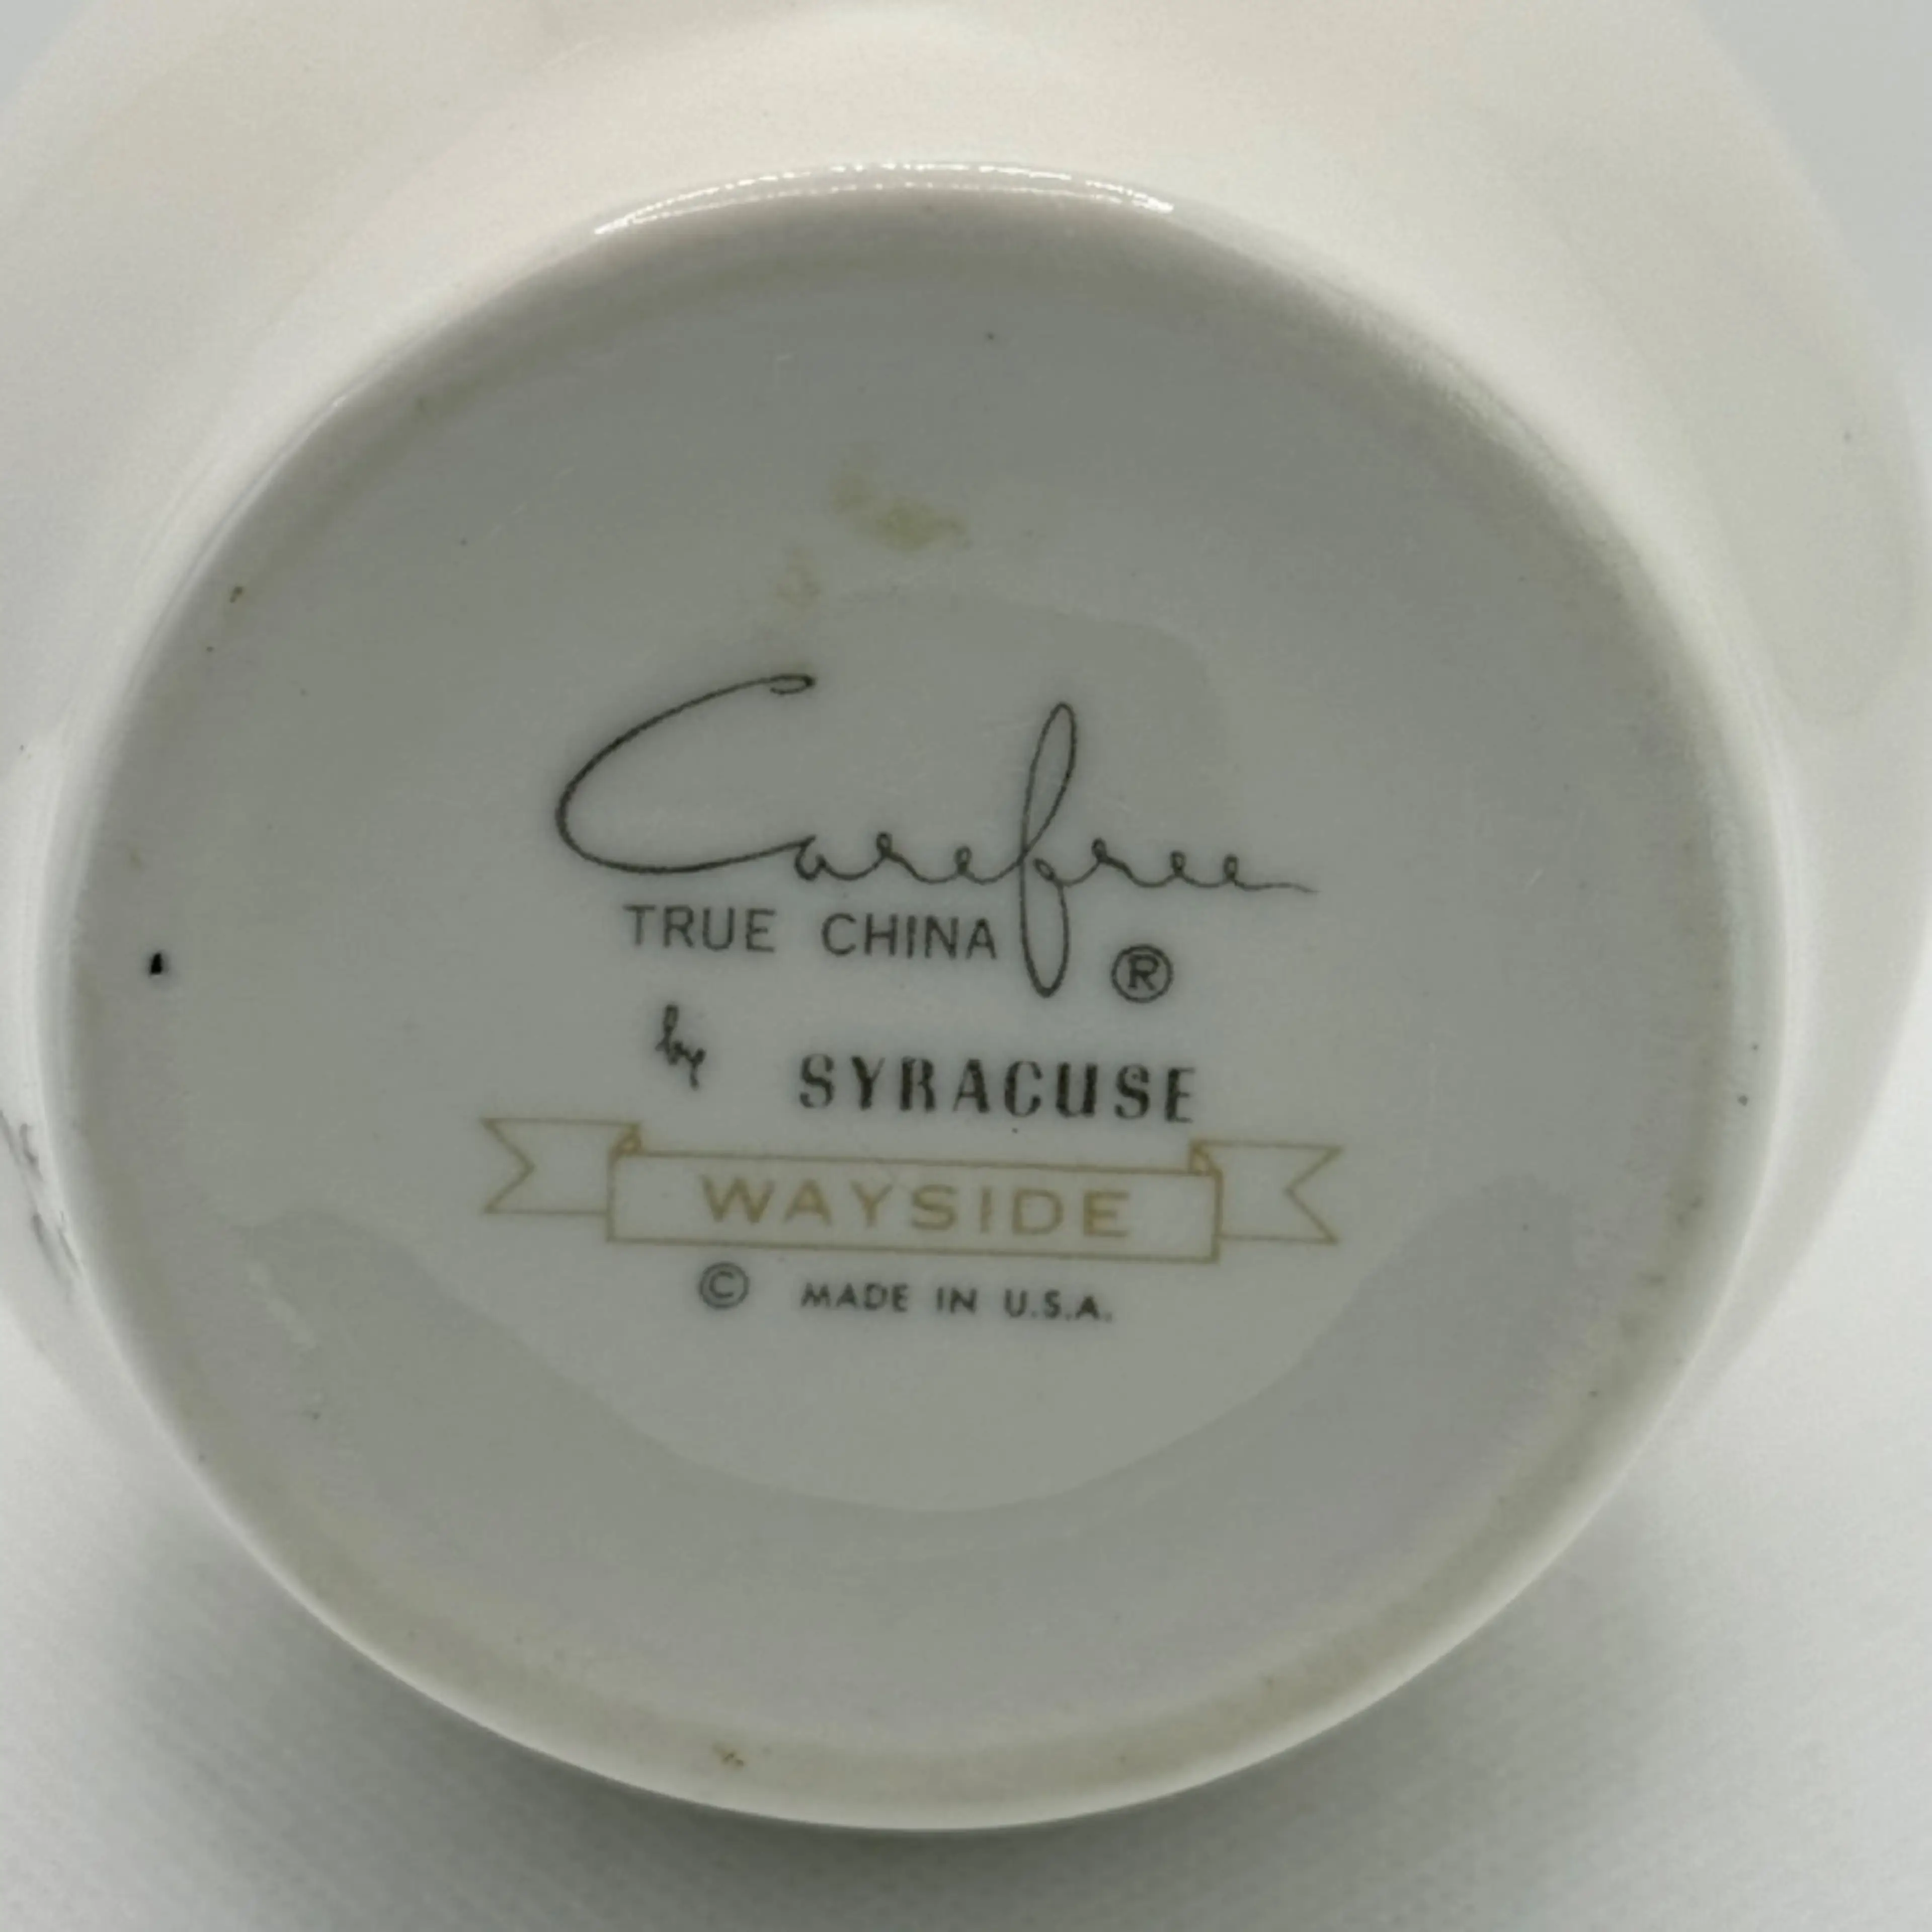 Carefree
TRUE CHINA ®
by SYRACUSE
WAYSIDE
© MADE IN U.S.A.